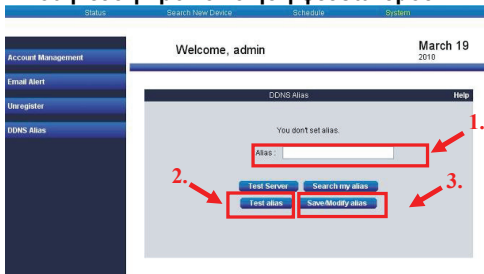 Status Search New Device Schedule System
Welcome, admin
March 19
2010
Account Management
Email Alert
Unregister
DDNS Alias
DDNS Alias Help
You don't set alias.
Alias :
1.
2.
3.
Test Server Search my alias
Test alias Save/Modify alias